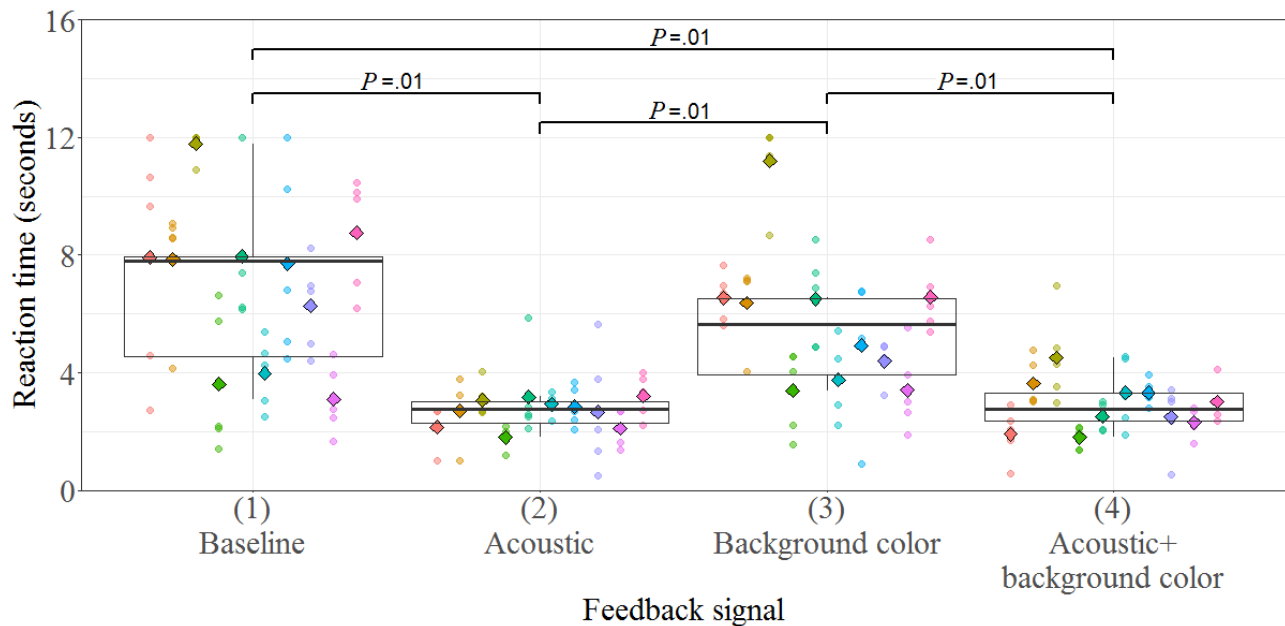 16
P=.01
P=.01
P=.01
P=.01
12
8
4
0
Reaction time (seconds)
(1)
(2)
(3)
(4)
Baseline
Acoustic
Background color
Acoustic+
background color
Feedback signal